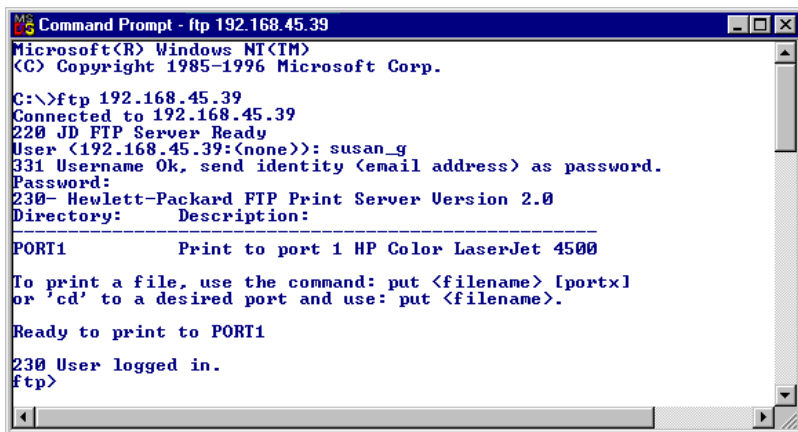 Command Prompt - ftp 192.168.45.39
Microsoft(R) Windows NT(TM)
(C) Copyright 1985-1996 Microsoft Corp.
C:\>ftp 192.168.45.39
Connected to 192.168.45.39
220 JD FTP Server Ready
User (192.168.45.39:(none)): susan_g
331 Username Ok, send identity (email address) as password.
Password:
230- Hewlett-Packard FTP Print Server Version 2.0
Directory: Description:
----------------------------------------------------------
PORT1 Print to port 1 HP Color LaserJet 4500
To print a file, use the command: put <filename> [portx]
or 'cd' to a desired port and use: put <filename>.
Ready to print to PORT1
230 User logged in.
ftp>